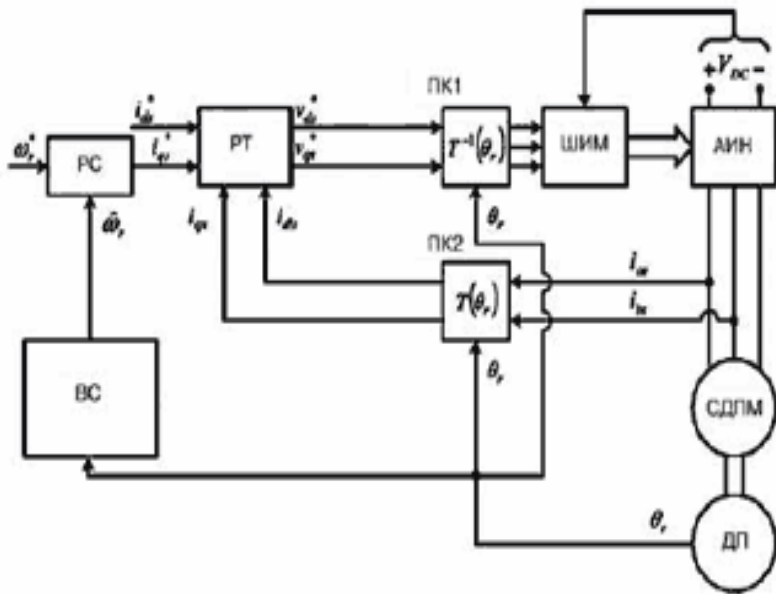 + V_DC −
ПК1
i_ds* v_ds*
ω_r* РС i_qs* РТ v_qs* T⁻¹(θ_r) ШИМ АИН
ω̂_r i_qs i_ds θ_r
ПК2
i_as
T(θ_r)
i_bs
θ_r
ВС СДПМ
θ_r ДП